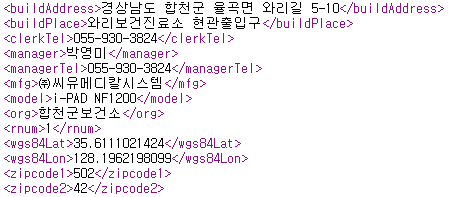 <buildAddress>경상남도 합천군 율곡면 와리길 5-10</buildAddress>
<buildPlace>와리보건진료소 현관출입구</buildPlace>
<clerkTel>055-930-3824</clerkTel>
<manager>박영미</manager>
<managerTel>055-930-3824</managerTel>
<mfg>㈜씨유메디칼시스템</mfg>
<model>i-PAD NF1200</model>
<org>합천군보건소</org>
<rnum>1</rnum>
<wgs84Lat>35.6111021424</wgs84Lat>
<wgs84Lon>128.1962198099</wgs84Lon>
<zipcode1>502</zipcode1>
<zipcode2>42</zipcode2>